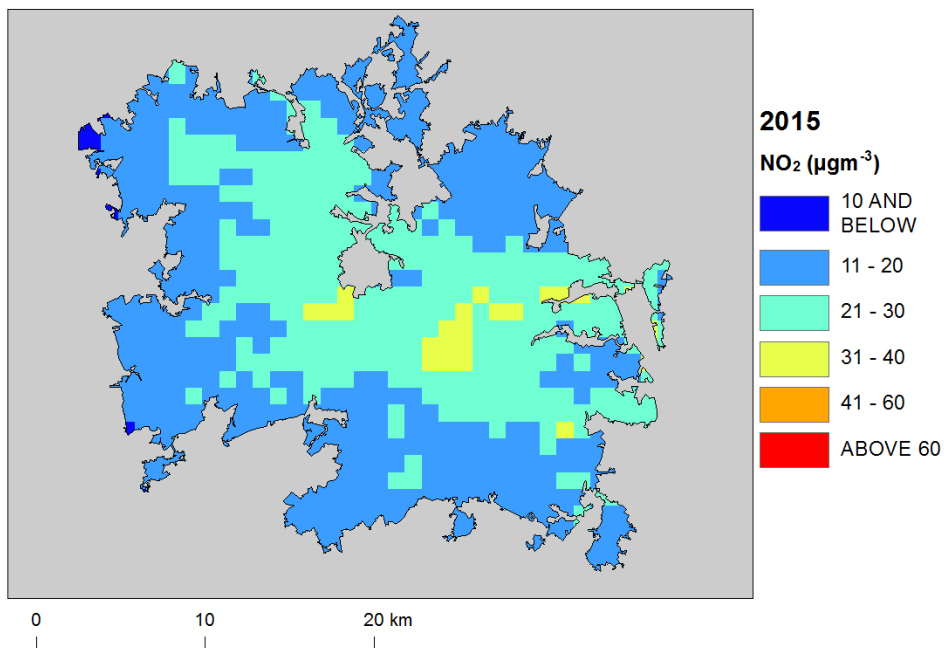 2015
NO₂ (µgm⁻³)
10 AND
BELOW
11 - 20
21 - 30
31 - 40
41 - 60
ABOVE 60
0 10 20 km